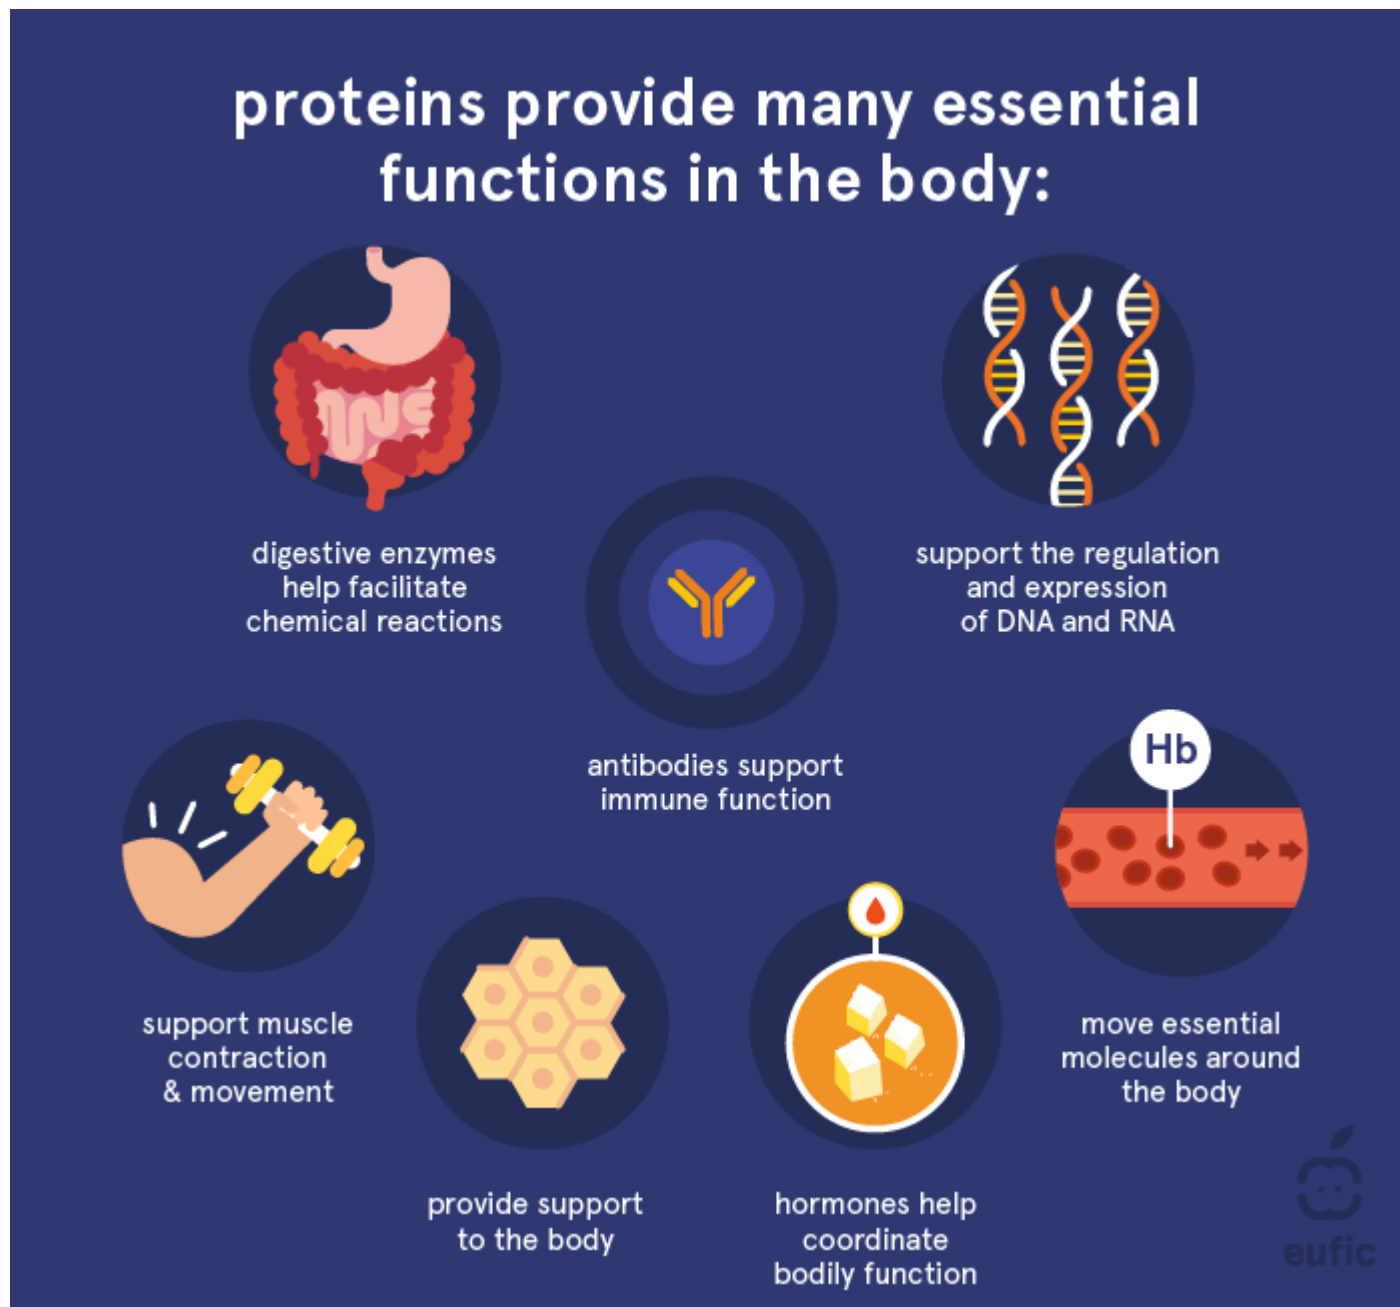 proteins provide many essential
functions in the body:
digestive enzymes
help facilitate
chemical reactions
support the regulation
and expression
of DNA and RNA
antibodies support
immune function
Hb
support muscle
contraction
& movement
move essential
molecules around
the body
provide support
to the body
hormones help
coordinate
bodily function
eufic